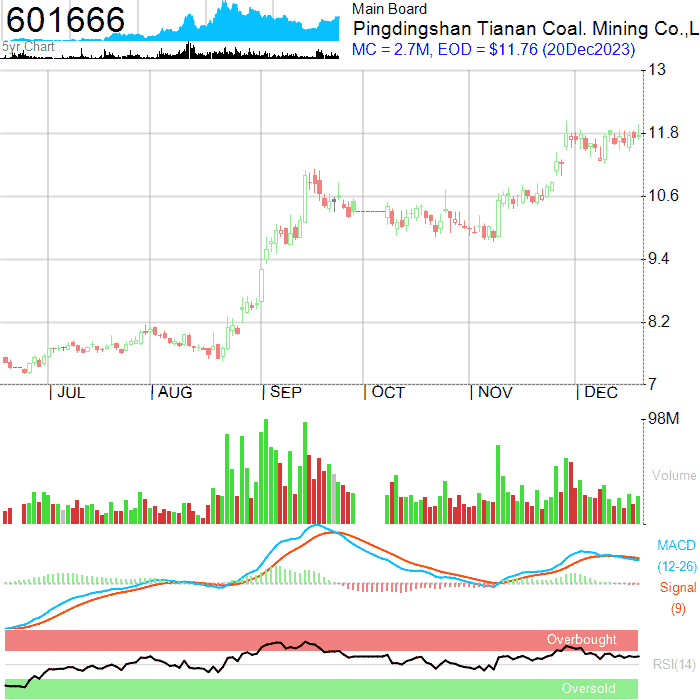 601666
5yr Chart
Main Board
Pingdingshan Tianan Coal. Mining Co.,L
MC = 2.7M, EOD = $11.76 (20Dec2023)
13
11.8
10.6
9.4
8.2
7
JUL AUG SEP OCT NOV DEC
98M
Volume
MACD
(12-26)
Signal
(9)
Overbought
RSI(14)
Oversold